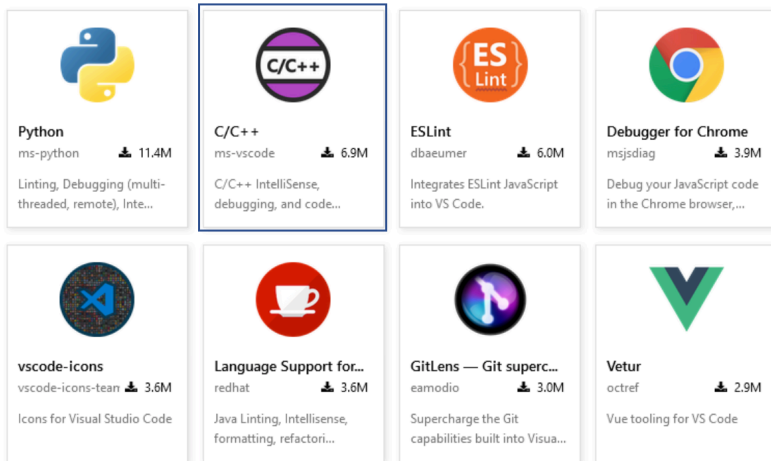 C/C++
ES
Lint
Python
ms-python 11.4M
Linting, Debugging (multi-
threaded, remote), Inte...
C/C++
ms-vscode 6.9M
C/C++ IntelliSense,
debugging, and code...
ESLint
dbaeumer 6.0M
Integrates ESLint JavaScript
into VS Code.
Debugger for Chrome
msjsdiag 3.9M
Debug your JavaScript code
in the Chrome browser,...
vscode-icons
vscode-icons-team 3.6M
Icons for Visual Studio Code
Language Support for...
redhat 3.6M
Java Linting, Intellisense,
formatting, refactori...
GitLens — Git superc...
eamodio 3.0M
Supercharge the Git
capabilities built into Visua...
Vetur
octref 2.9M
Vue tooling for VS Code